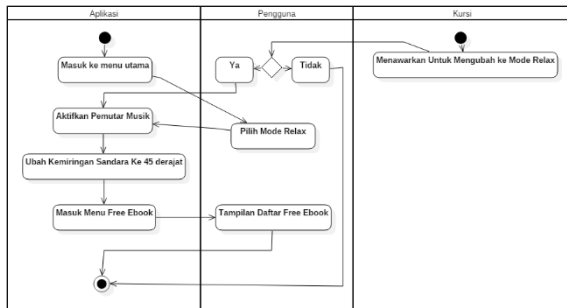 Aplikasi
Pengguna
Kursi
Masuk ke menu utama
Ya
Tidak
Menawarkan Untuk Mengubah ke Mode Relax
Aktifkan Pemutar Musik
Pilih Mode Relax
Ubah Kemiringan Sandara Ke 45 derajat
Masuk Menu Free Ebook
Tampilan Daftar Free Ebook